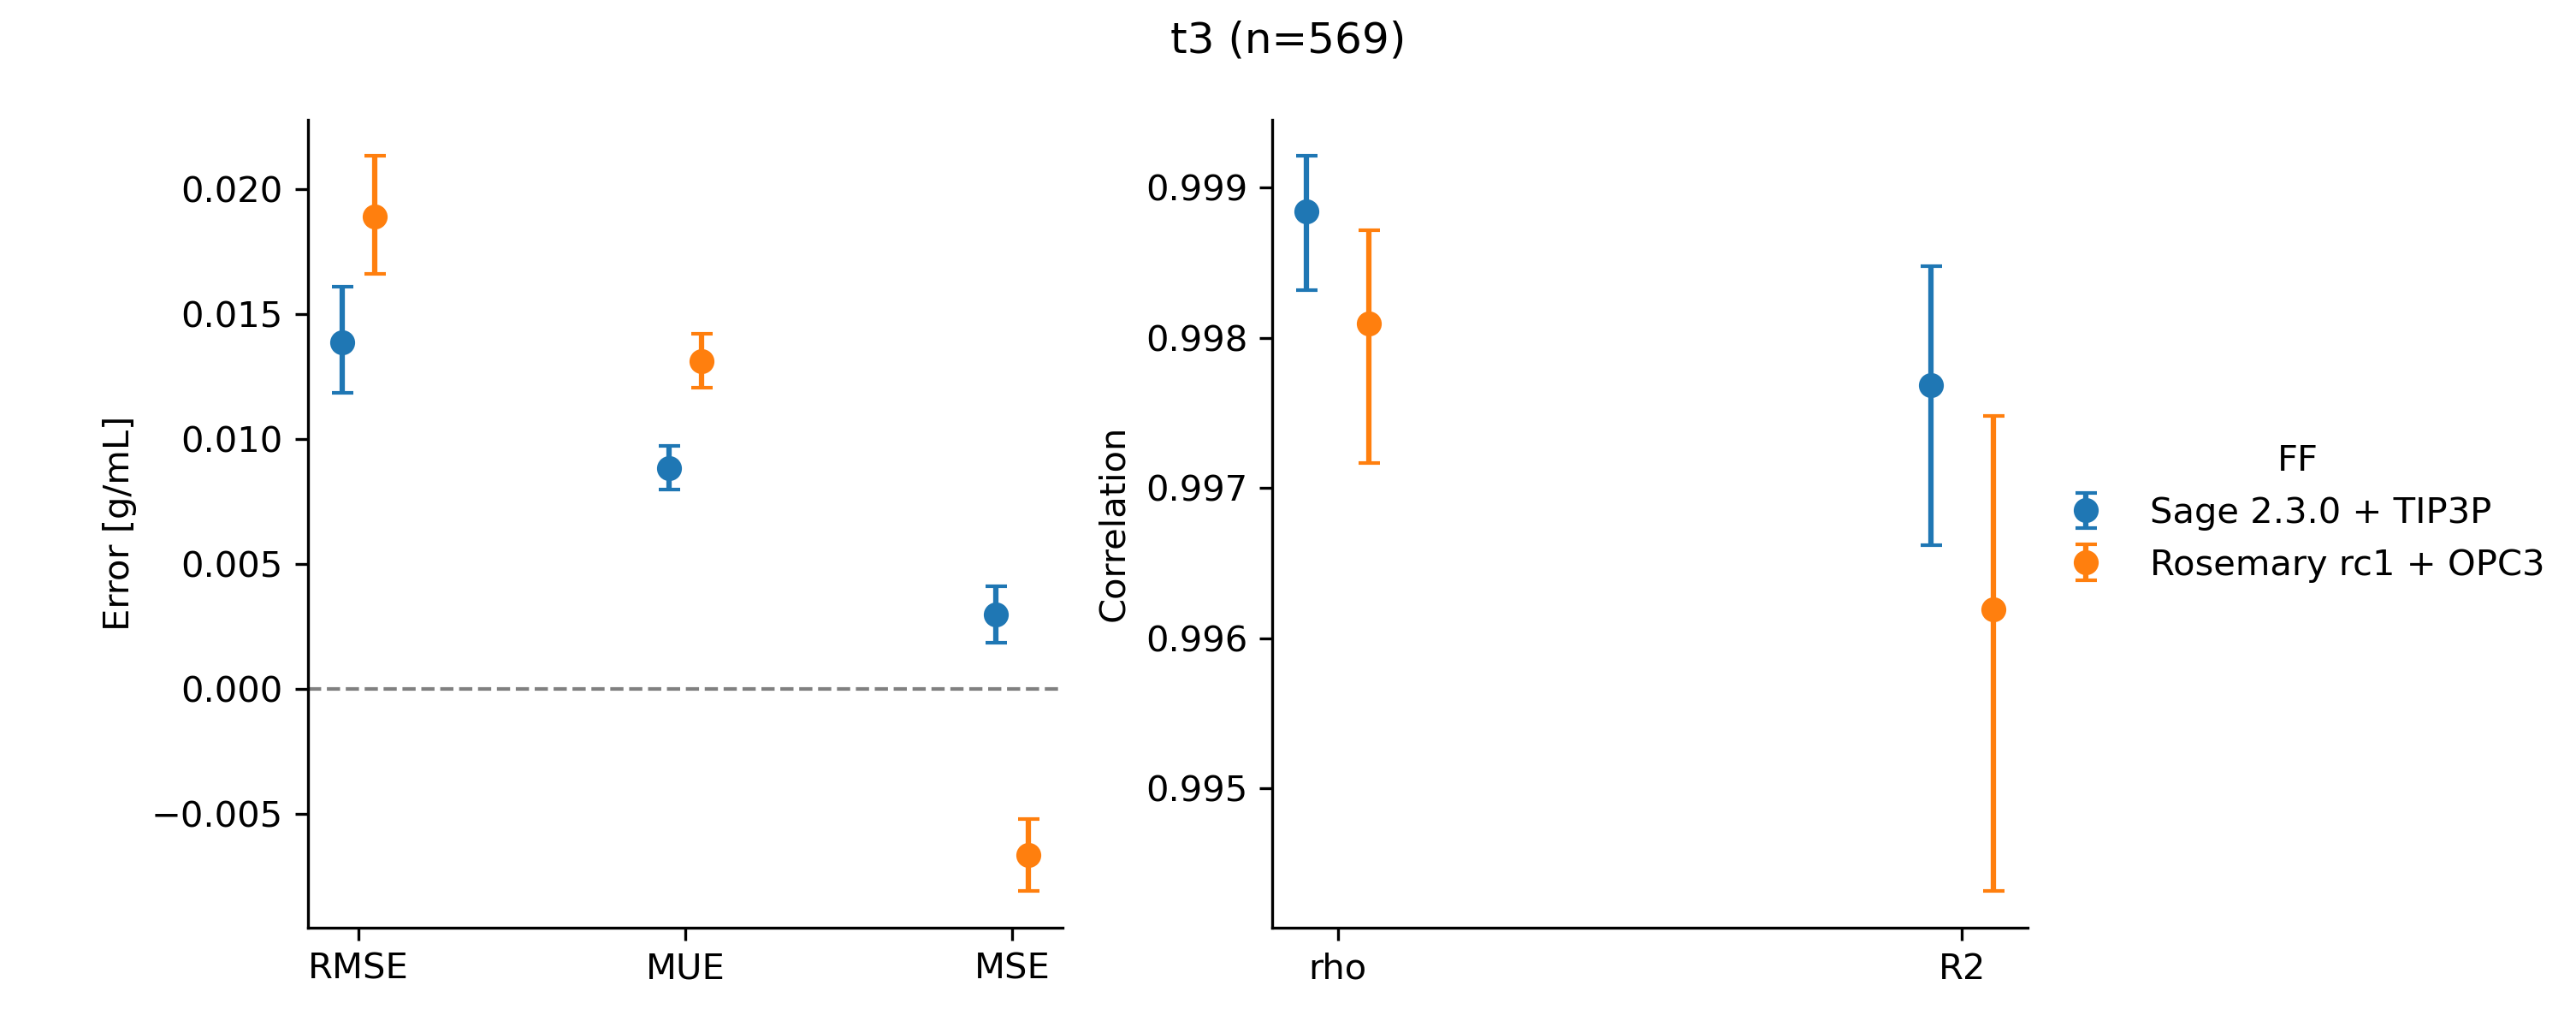 t3 (n=569)
Error [g/mL]
0.020
0.015
0.010
0.005
0.000
−0.005
RMSE
MUE
MSE
Correlation
0.999
0.998
0.997
0.996
0.995
rho
R2
FF
Sage 2.3.0 + TIP3P
Rosemary rc1 + OPC3